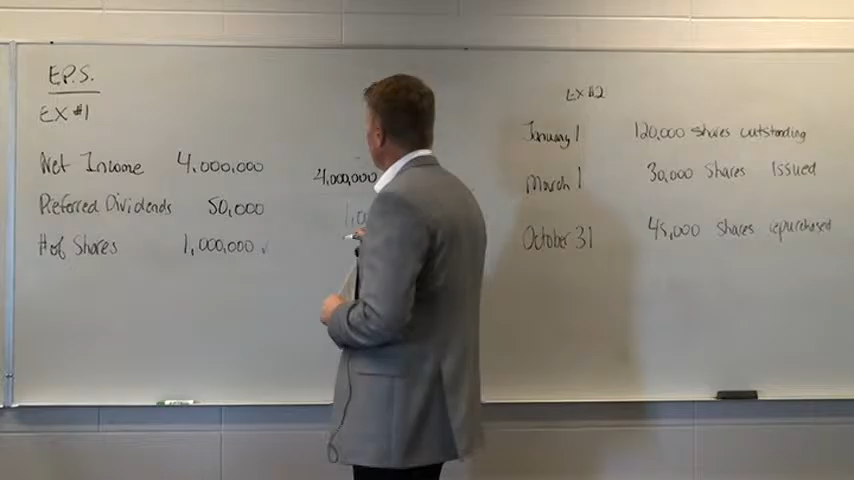 E.P.S.
EX #1
Net Income 4,000,000
Preferred Dividends 50,000
# of Shares 1,000,000 ✓
4,000,000
1,0
EX #2
January 1 120,000 shares outstanding
March 1 30,000 shares Issued
October 31 45,000 shares repurchased